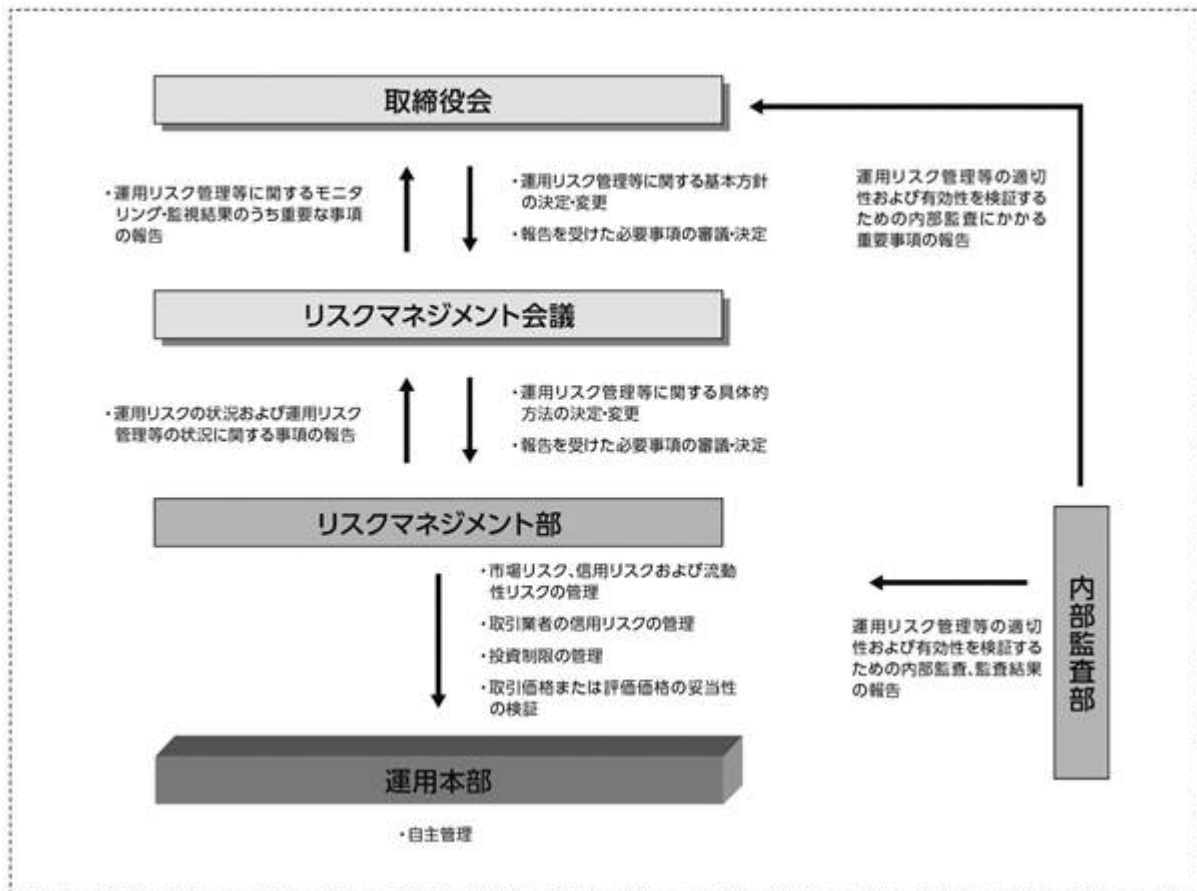 取締役会
・運用リスク管理等に関するモニタ
リング・監視結果のうち重要な事項
の報告
・運用リスク管理等に関する基本方針
の決定・変更
・報告を受けた必要事項の審議・決定
運用リスク管理等の適切
性および有効性を検証する
ための内部監査にかかる
重要事項の報告
リスクマネジメント会議
・運用リスクの状況および運用リスク
管理等の状況に関する事項の報告
・運用リスク管理等に関する具体的
方法の決定・変更
・報告を受けた必要事項の審議・決定
リスクマネジメント部
・市場リスク、信用リスクおよび流動
性リスクの管理
・取引業者の信用リスクの管理
・投資制限の管理
・取引価格または評価価格の妥当性
の検証
運用リスク管理等の適切
性および有効性を検証する
ための内部監査、監査結果
の報告
内部監査部
運用本部
・自主管理